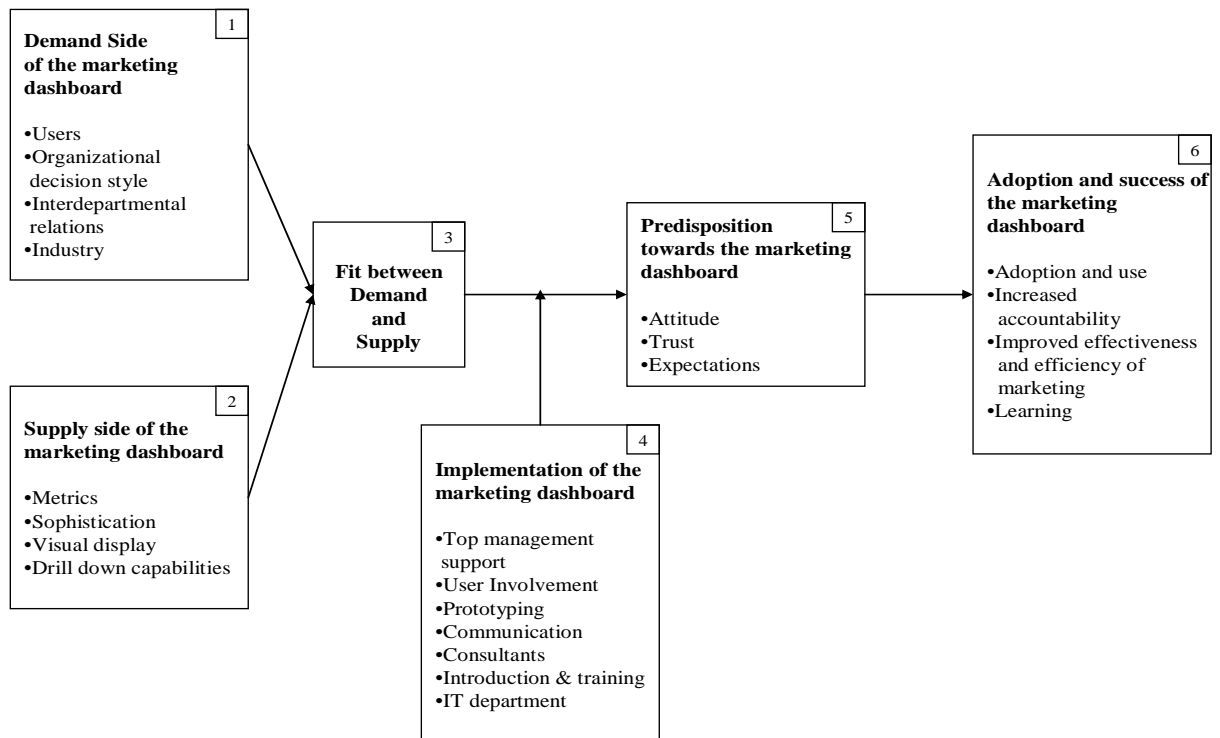 1
Demand Side
of the marketing
dashboard
•Users
•Organizational
decision style
•Interdepartmental
relations
•Industry
2
Supply side of the
marketing dashboard
•Metrics
•Sophistication
•Visual display
•Drill down capabilities
3
Fit between
Demand
and
Supply
4
Implementation of the
marketing dashboard
•Top management
support
•User Involvement
•Prototyping
•Communication
•Consultants
•Introduction & training
•IT department
5
Predisposition
towards the marketing
dashboard
•Attitude
•Trust
•Expectations
6
Adoption and success of
the marketing
dashboard
•Adoption and use
•Increased
accountability
•Improved effectiveness
and efficiency of
marketing
•Learning